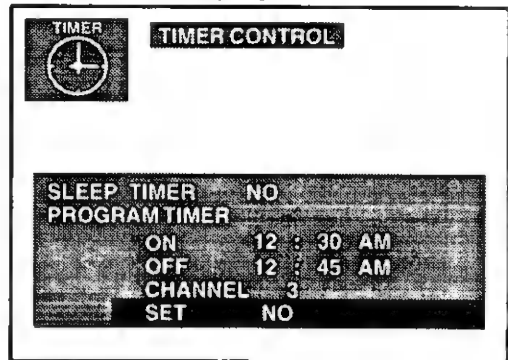 TIMER
TIMER CONTROL
SLEEP TIMER NO
PROGRAM TIMER
ON 12 : 30 AM
OFF 12 : 45 AM
CHANNEL 3
SET NO